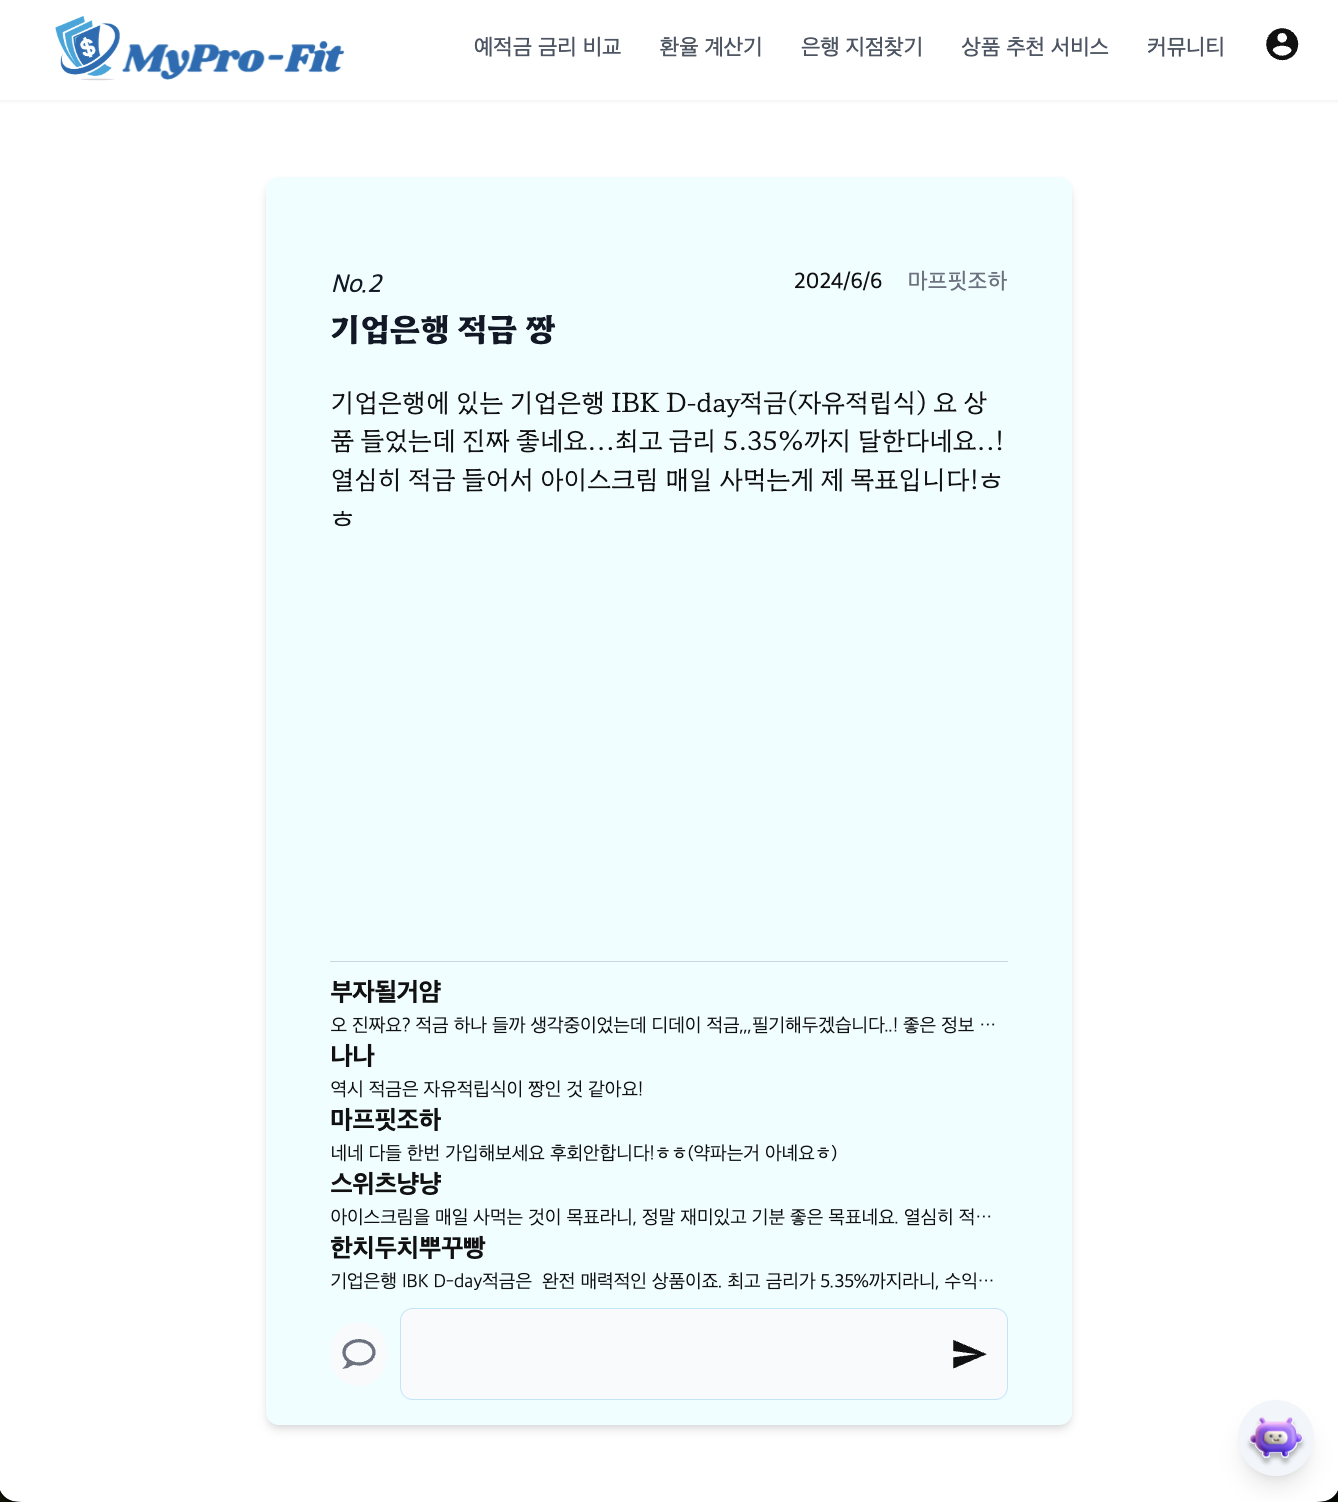 MyPro-Fit
예적금 금리 비교
환율 계산기
은행 지점찾기
상품 추천 서비스
커뮤니티
No.2
2024/6/6
마프핏조하
기업은행 적금 짱
기업은행에 있는 기업은행 IBK D-day적금(자유적립식) 요 상
품 들었는데 진짜 좋네요...최고 금리 5.35%까지 달한다네요..!
열심히 적금 들어서 아이스크림 매일 사먹는게 제 목표입니다!ㅎ
ㅎ
부자될거얌
오 진짜요? 적금 하나 들까 생각중이었는데 디데이 적금,,,필기해두겠습니다..! 좋은 정보 …
나나
역시 적금은 자유적립식이 짱인 것 같아요!
마프핏조하
네네 다들 한번 가입해보세요 후회안합니다!ㅎㅎ(약파는거 아녜요ㅎ)
스위츠냥냥
아이스크림을 매일 사먹는 것이 목표라니, 정말 재미있고 기분 좋은 목표네요. 열심히 적…
한치두치뿌꾸빵
기업은행 IBK D-day적금은  완전 매력적인 상품이죠. 최고 금리가 5.35%까지라니, 수익…